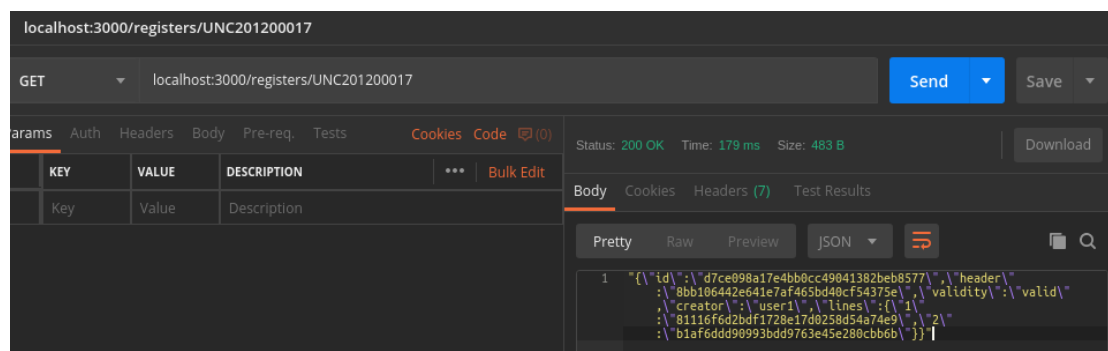 localhost:3000/registers/UNC201200017
GET localhost:3000/registers/UNC201200017 Send Save
Params Auth Headers Body Pre-req. Tests Cookies Code (0)
KEY VALUE DESCRIPTION ••• Bulk Edit
Key Value Description
Status: 200 OK Time: 179 ms Size: 483 B Download
Body Cookies Headers (7) Test Results
Pretty Raw Preview JSON
1 "{\"id\":\"d7ce098a17e4bb0cc49041382beb8577\",\"header\"
:\"8bb106442e641e7af465bd40cf54375e\",\"validity\":\"valid\"
,\"creator\":\"user1\",\"lines\":{\"1\"
:\"81116f6d2bdf1728e17d0258d54a74e9\",\"2\"
:\"b1af6ddd90993bdd9763e45e280cbb6b\"}}"